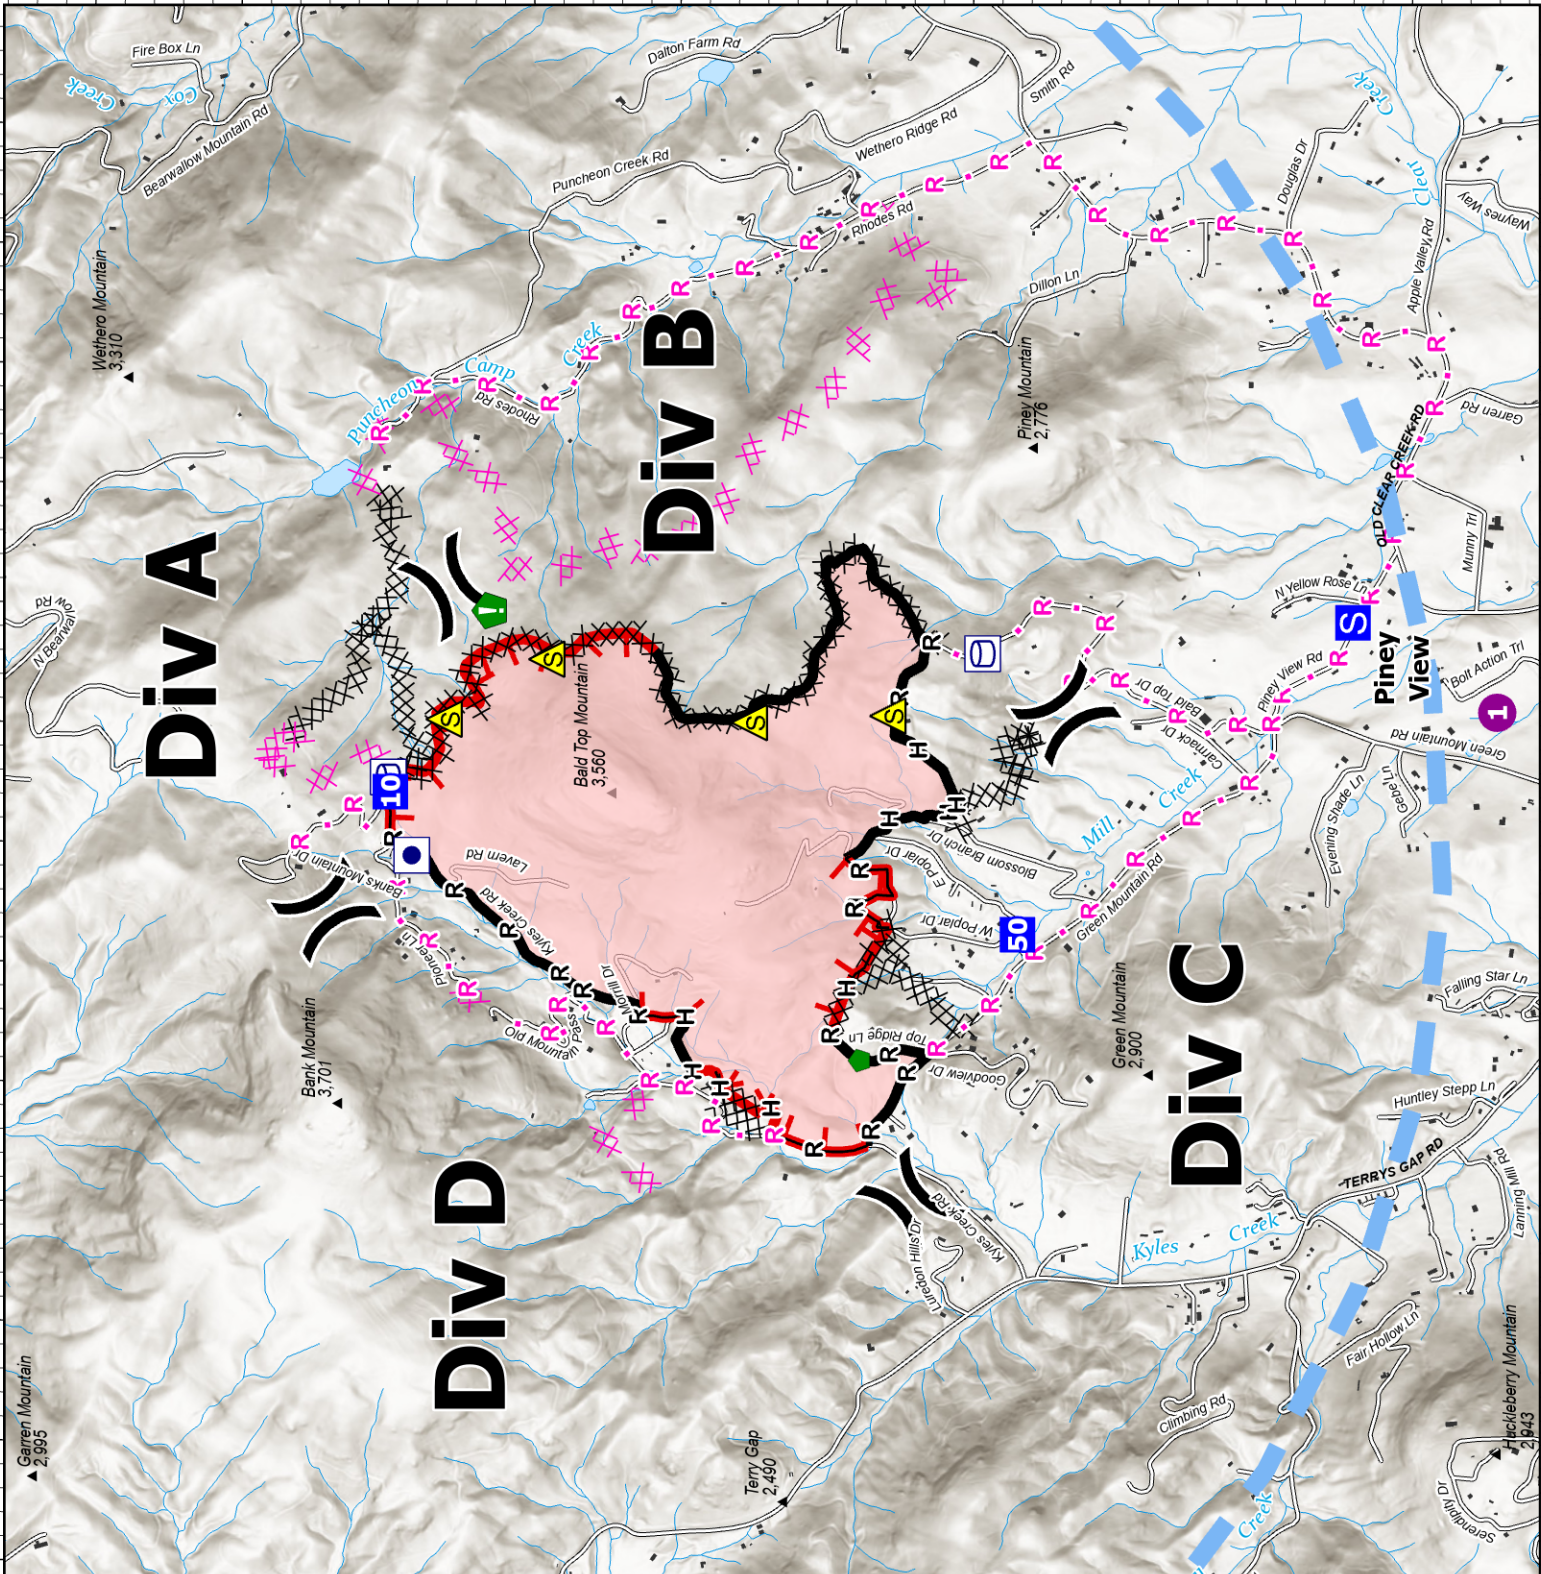 Fire Box Ln
Cox
Creek
Bearwallow Mountain Rd
Dalton Farm Rd
Smith Rd
Wethero Ridge Rd
Puncheon Creek Rd
Rhodes Rd
Douglas Dr
Clear
Creek
Waynes Way
Apple Valley Rd
Dillon Ln
Wethero Mountain
3,310
Puncheon
Camp
Creek
Rhodes Rd
Div B
Piney Mountain
2,776
Garren Rd
OLD CLEAR CREEK RD
Munny Trl
N Yellow Rose Ln
S
Piney
View
Piney View Rd
Bolt Action Trl
1
Green Mountain Rd
N Bearwallow Rd
Div A
!
S
S
S
S
Bald Top Mountain
3,560
Bald Top Dr
Carmack Dr
Mill
Creek
Evening Shade Ln
Gebe Ln
10
Banks Mountain Dr
Lavern Rd
Kyles Creek Rd
Pioneer Ln
Morrill Dr
Old Mountain Pass
E Poplar Dr
Blossom Branch Dr
W Poplar Dr
50
Green Mountain Rd
Top Ridge Ln
Goodview Dr
Green Mountain
2,900
Div C
Falling Star Ln
Huntley Stepp Ln
TERRYS GAP RD
Lanning Mill Rd
Bank Mountain
3,701
Div D
Kyles Creek Rd
Luredon Hills Dr
Kyles
Creek
Fair Hollow Ln
Climbing Rd
Huckleberry Mountain
2,943
Serendipity Dr
Creek
Terry Gap
2,490
Garren Mountain
2,995
R
H